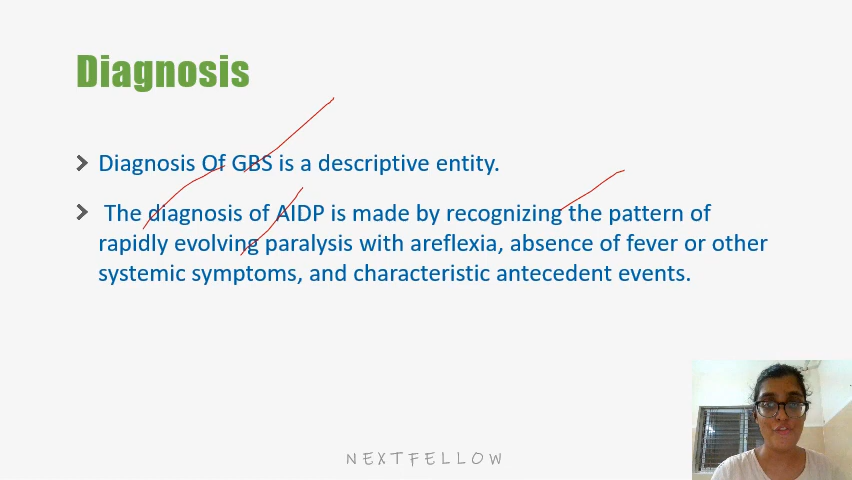 Diagnosis
Diagnosis Of GBS is a descriptive entity.
The diagnosis of AIDP is made by recognizing the pattern of
rapidly evolving paralysis with areflexia, absence of fever or other
systemic symptoms, and characteristic antecedent events.
NEXTFELLOW